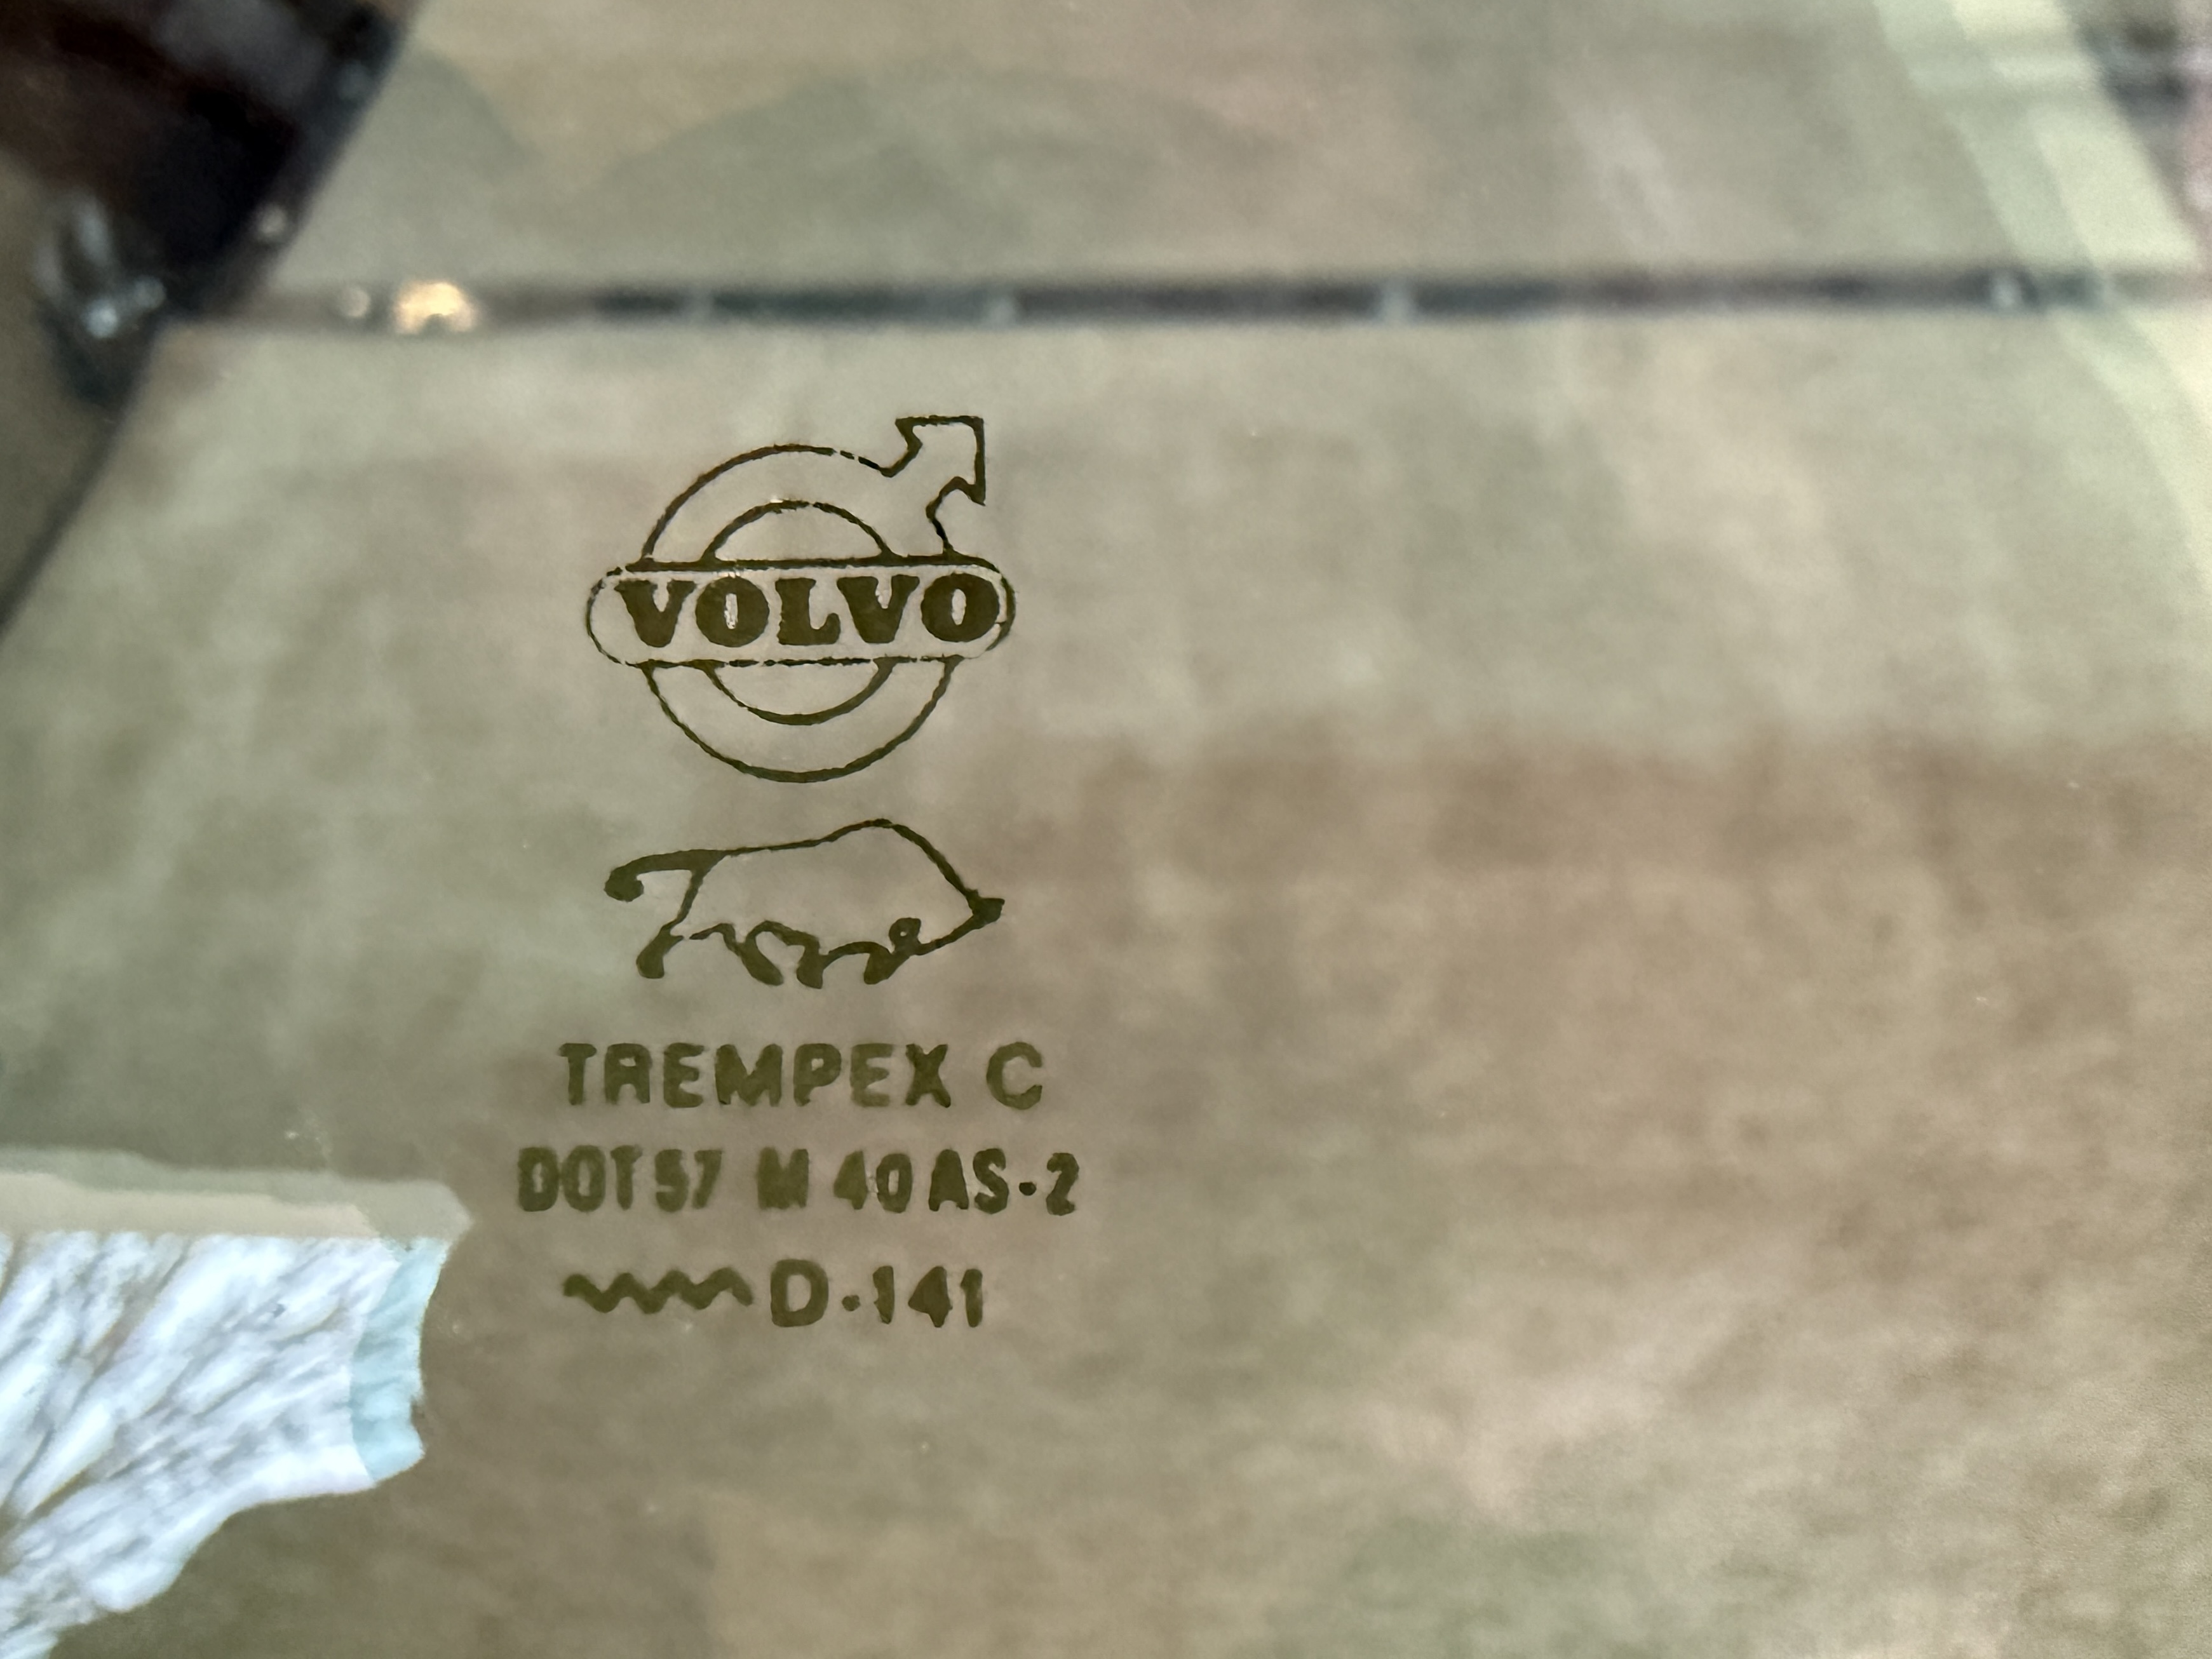 VOLVO
TREMPEX C
DOT 57 M 40 AS-2
D-141